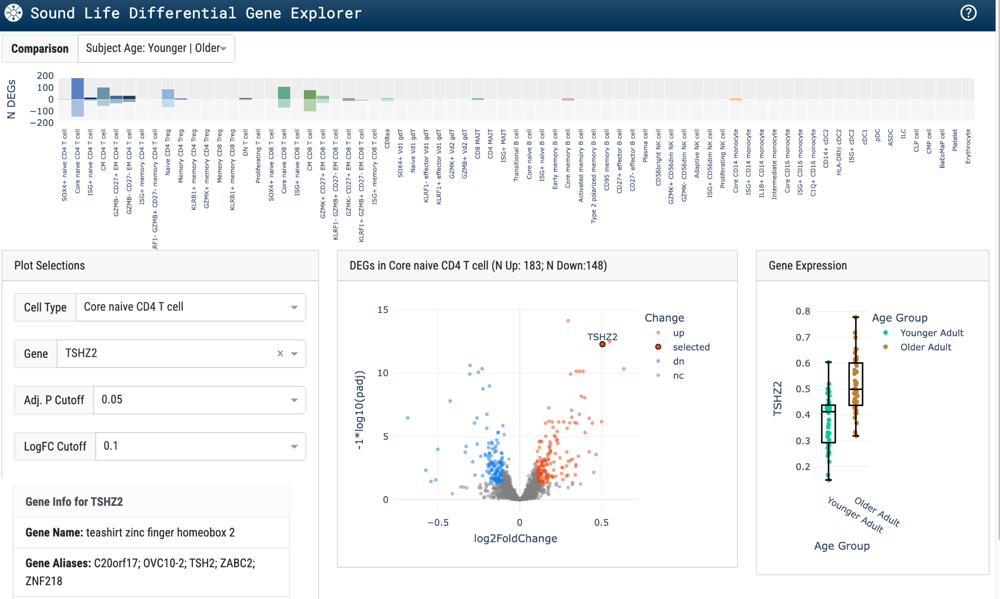 Sound Life Differential Gene Explorer
?
Comparison
Subject Age: Younger | Older
N DEGs
200
100
0
−100
−200
SOX4+ naive CD4 T cell
Core naive CD4 T cell
ISG+ naive CD4 T cell
CM CD4 T cell
GZMB- CD27+ EM CD4 T cell
GZMB- CD27- EM CD4 T cell
ISG+ memory CD4 T cell
LRF1- GZMB+ CD27- memory CD4 T cell
Naive CD4 Treg
Memory CD4 Treg
KLRB1+ memory CD4 Treg
GZMK+ memory CD4 Treg
Memory CD8 Treg
KLRB1+ memory CD8 Treg
DN T cell
Proliferating T cell
SOX4+ naive CD8 T cell
Core naive CD8 T cell
ISG+ naive CD8 T cell
CM CD8 T cell
GZMK+ CD27+ EM CD8 T cell
KLRF1- GZMB+ CD27- EM CD8 T cell
GZMK- CD27+ EM CD8 T cell
KLRF1+ GZMB+ CD27- EM CD8 T cell
ISG+ memory CD8 T cell
CD8aa
SOX4+ Vd1 gdT
Naive Vd1 gdT
KLRF1- effector Vd1 gdT
KLRF1+ effector Vd1 gdT
GZMK+ Vd2 gdT
GZMB+ Vd2 gdT
CD8 MAIT
CD4 MAIT
ISG+ MAIT
Transitional B cell
Core naive B cell
ISG+ naive B cell
Early memory B cell
Core memory B cell
Activated memory B cell
Type 2 polarized memory B cell
CD95 memory B cell
CD27+ effector B cell
CD27- effector B cell
Plasma cell
CD56bright NK cell
GZMK+ CD56dim NK cell
GZMK- CD56dim NK cell
Adaptive NK cell
ISG+ CD56dim NK cell
Proliferating NK cell
Core CD14 monocyte
ISG+ CD14 monocyte
IL1B+ CD14 monocyte
Intermediate monocyte
Core CD16 monocyte
ISG+ CD16 monocyte
C1Q+ CD16 monocyte
CD14+ cDC2
HLA-DRhi cDC2
ISG+ cDC2
cDC1
pDC
ASDC
ILC
CLP cell
CMP cell
BaEoMaP cell
Platelet
Erythrocyte
Plot Selections
Cell Type
Core naive CD4 T cell
Gene
TSHZ2
×
Adj. P Cutoff
0.05
LogFC Cutoff
0.1
Gene Info for TSHZ2
Gene Name: teashirt zinc finger homeobox 2
Gene Aliases: C20orf17; OVC10-2; TSH2; ZABC2;
ZNF218
DEGs in Core naive CD4 T cell (N Up: 183; N Down:148)
-1*log10(padj)
15
10
5
0
TSHZ2
−0.5
0
0.5
log2FoldChange
Change
up
selected
dn
nc
Gene Expression
TSHZ2
0.8
0.7
0.6
0.5
0.4
0.3
0.2
Younger Adult
Older Adult
Age Group
Age Group
Younger Adult
Older Adult